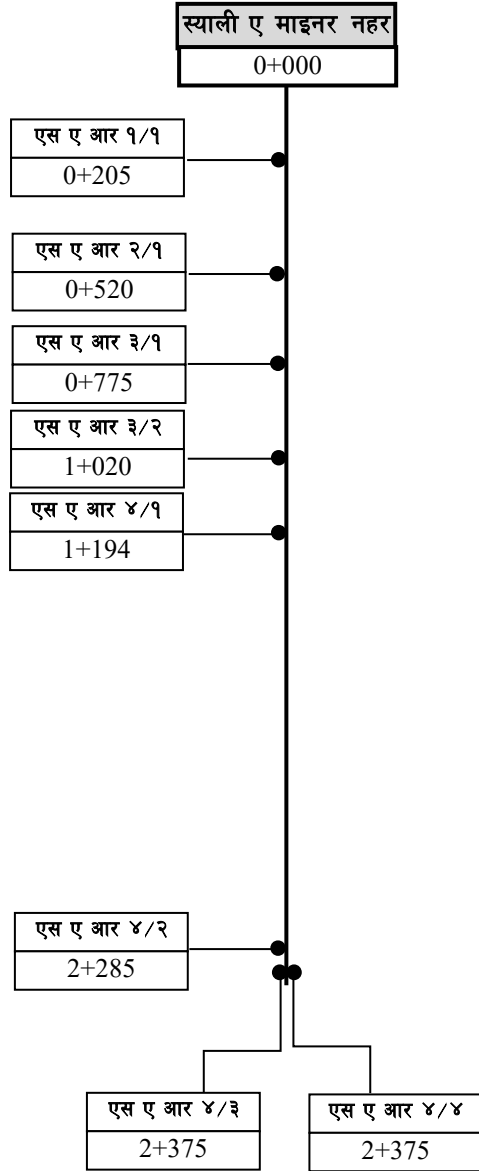 स्याली ए माइनर नहर
0+000
एस ए आर १/१
0+205
एस ए आर २/१
0+520
एस ए आर ३/१
0+775
एस ए आर ३/२
1+020
एस ए आर ४/१
1+194
एस ए आर ४/२
2+285
एस ए आर ४/३
2+375
एस ए आर ४/४
2+375